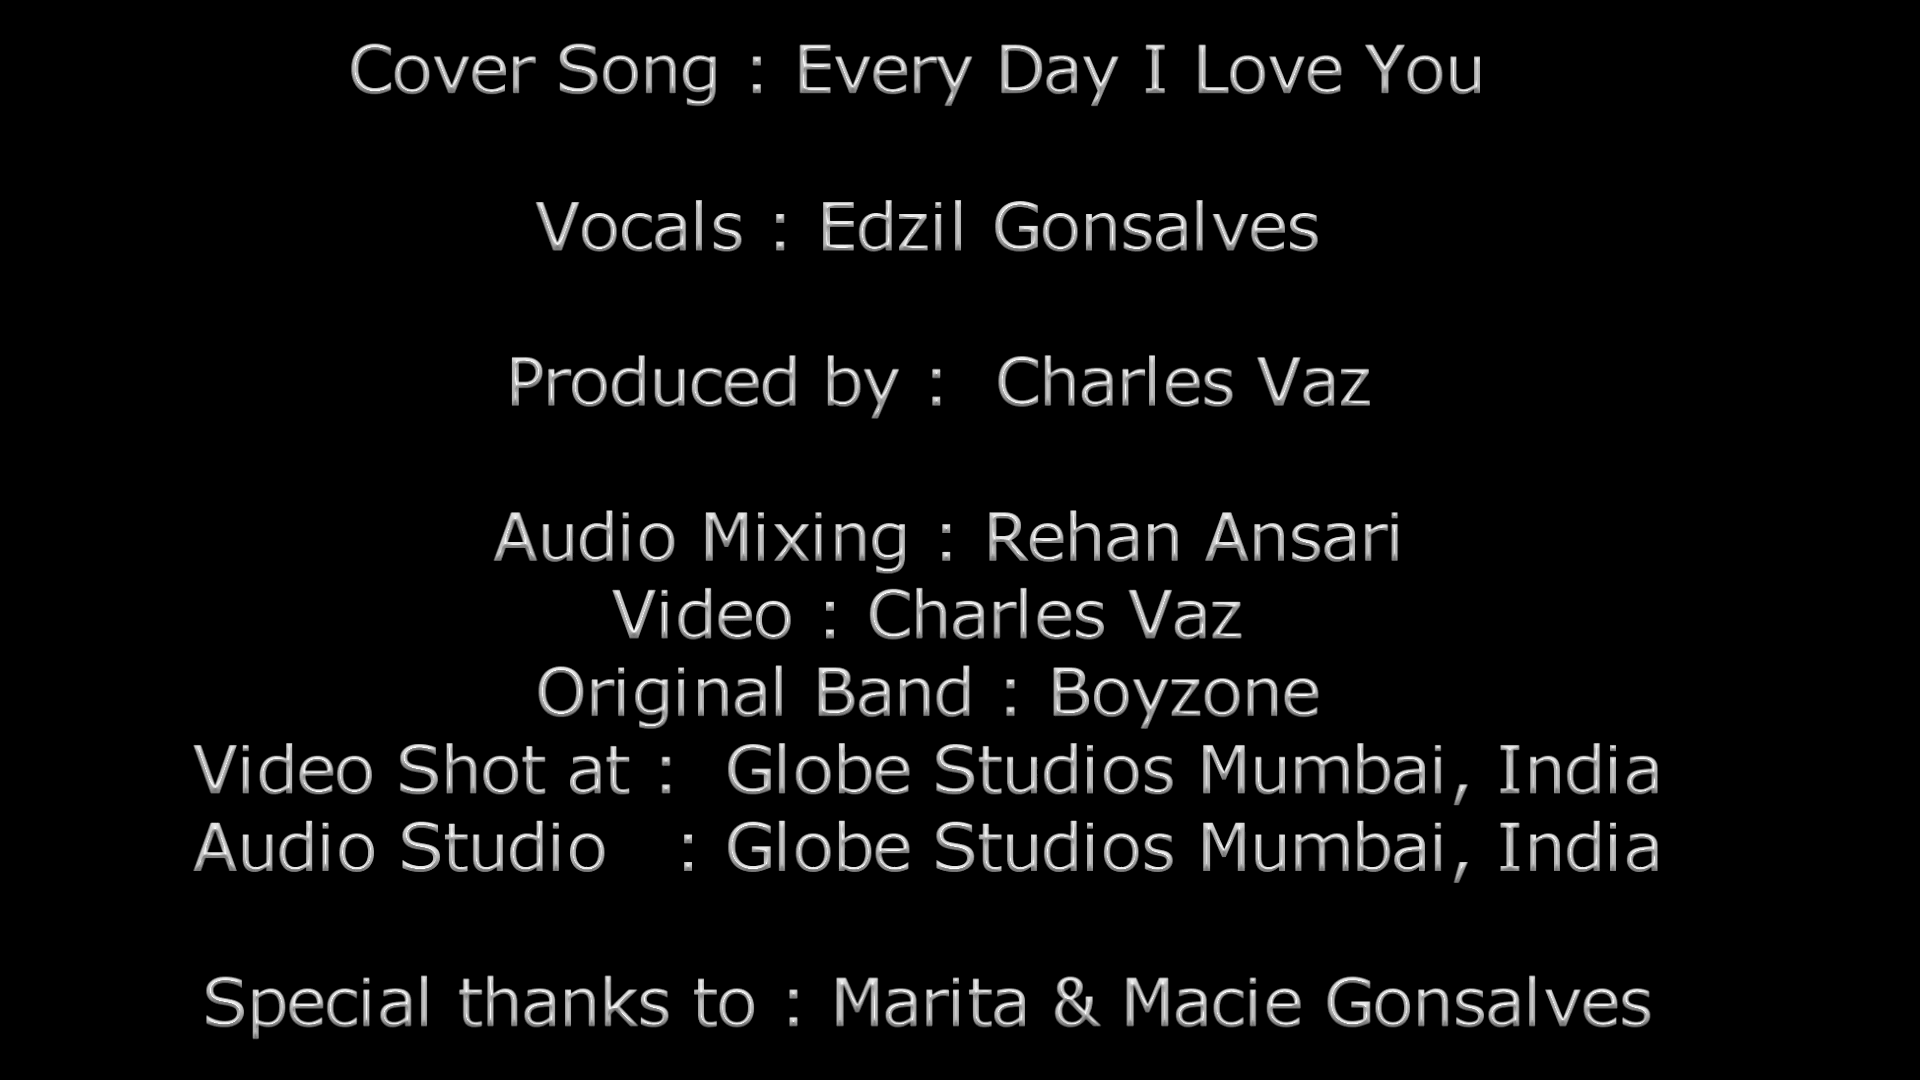 Cover Song : Every Day I Love You
Vocals : Edzil Gonsalves
Produced by :  Charles Vaz
Audio Mixing : Rehan Ansari
Video : Charles Vaz
Original Band : Boyzone
Video Shot at :  Globe Studios Mumbai, India
Audio Studio   : Globe Studios Mumbai, India
Special thanks to : Marita & Macie Gonsalves